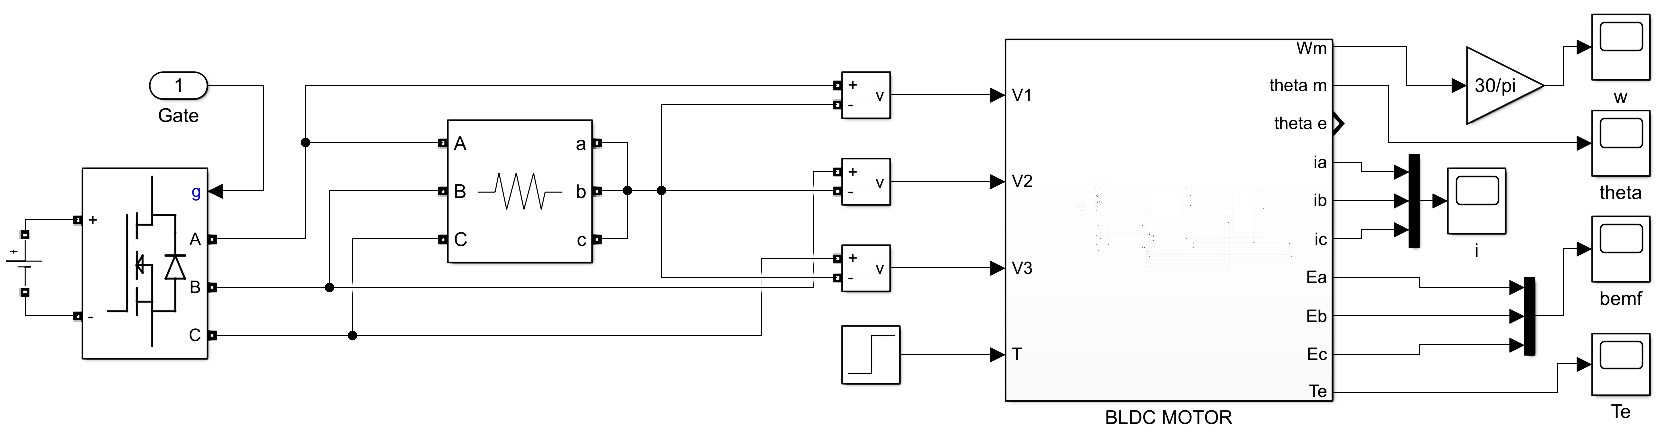 1
Gate
g
+
-
A
B
C
+
A
B
C
a
b
c
+
-
v
+
-
v
+
-
v
V1
V2
V3
T
Wm
theta m
theta e
ia
ib
ic
Ea
Eb
Ec
Te
BLDC MOTOR
30/pi
w
theta
i
bemf
Te